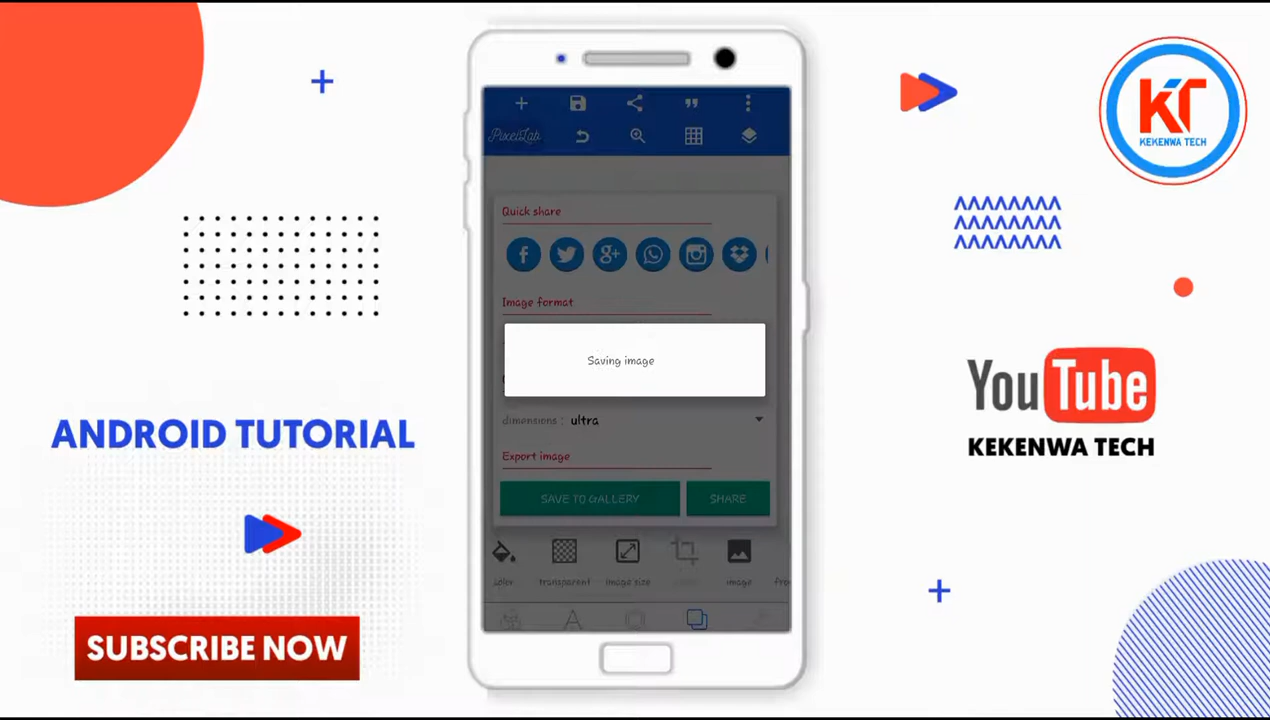 KT
KEKENWA TECH
PixelLab
Quick share
f
g+
Image format
Saving image
dimensions : ultra
Export image
SAVE TO GALLERY
SHARE
color
transparent
image size
image
A
ANDROID TUTORIAL
SUBSCRIBE NOW
YouTube
KEKENWA TECH